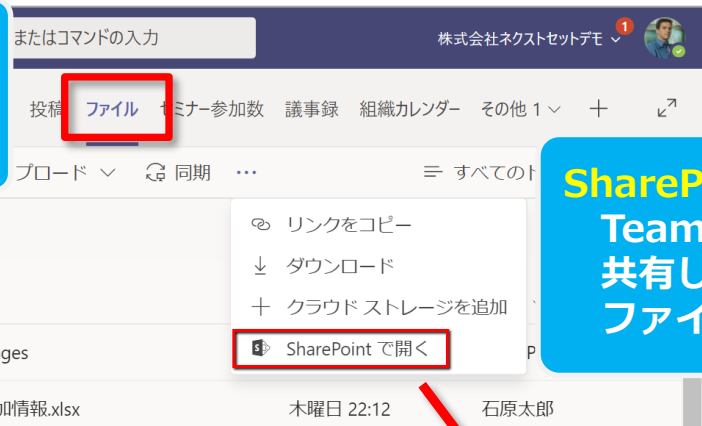 またはコマンドの入力
株式会社ネクストセットデモ
1
投稿 ファイル セミナー参加数 議事録 組織カレンダー その他 1
プロード 同期 … すべての
リンクをコピー
ダウンロード
クラウド ストレージを追加
SharePoint で開く
ges
加情報.xlsx 木曜日 22:12 石原太郎
ShareP
Team
共有し
ファイ